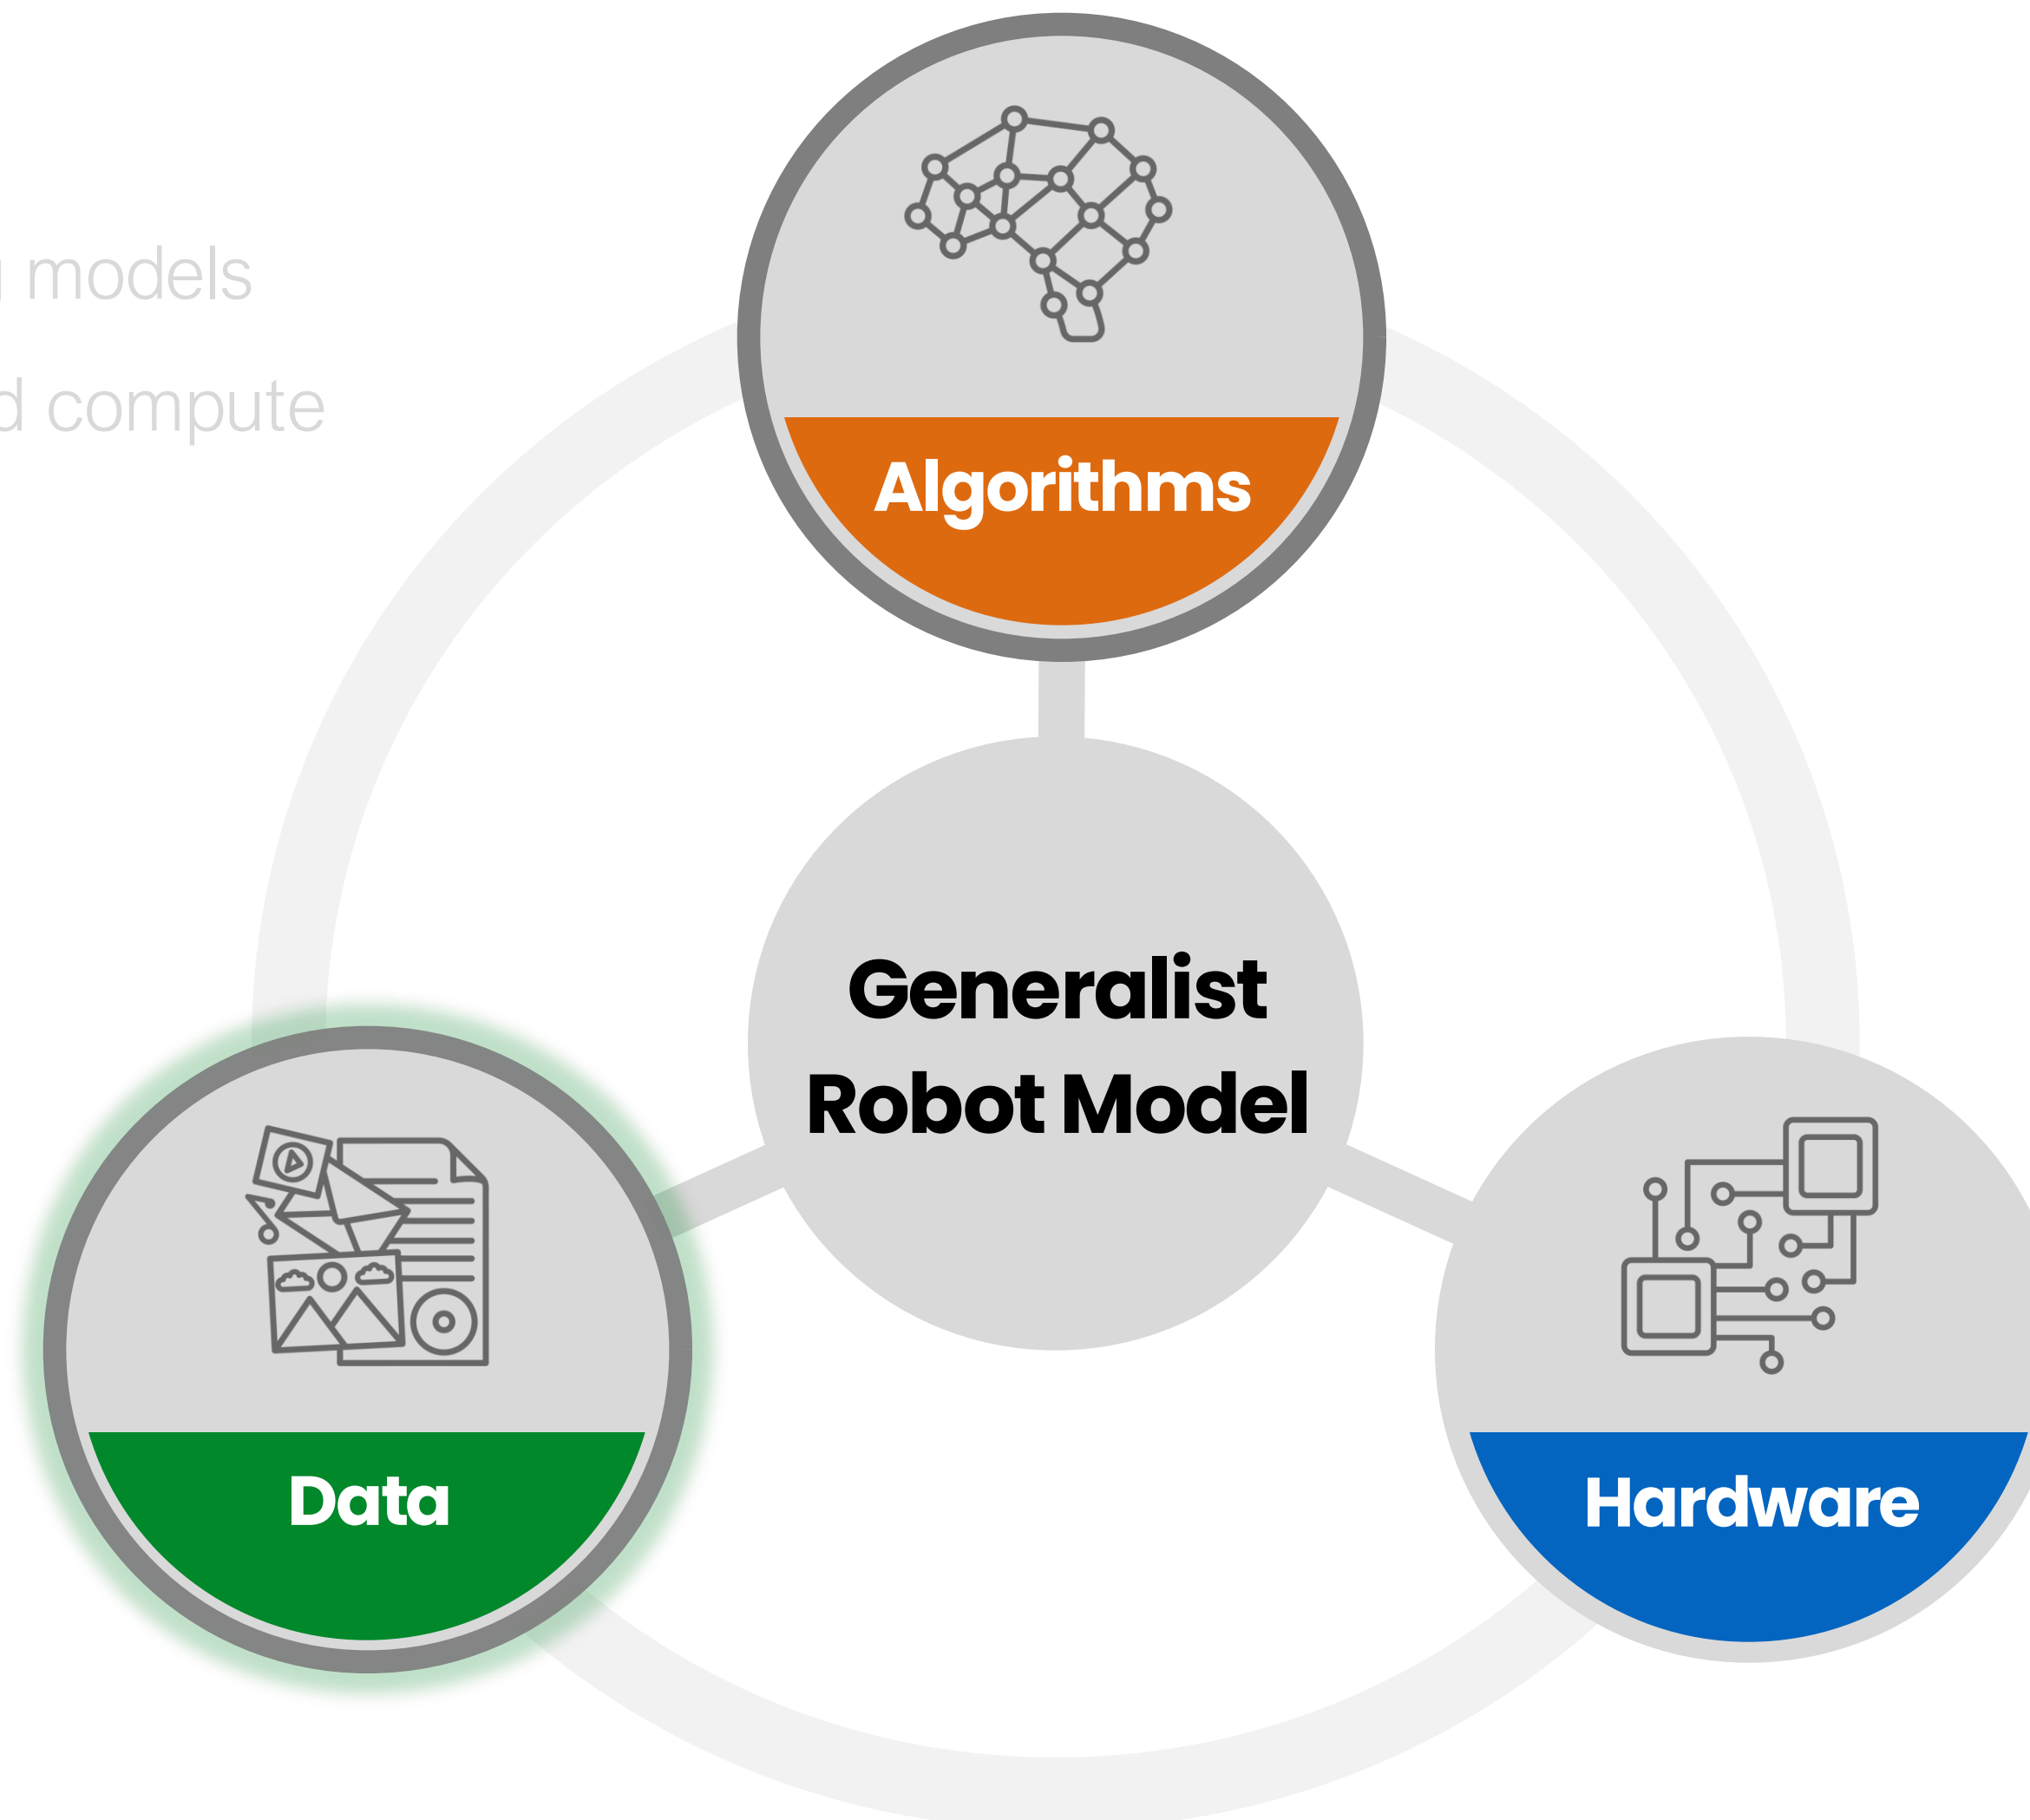 models
compute
Algorithms
Generalist
Robot Model
Data
Hardware